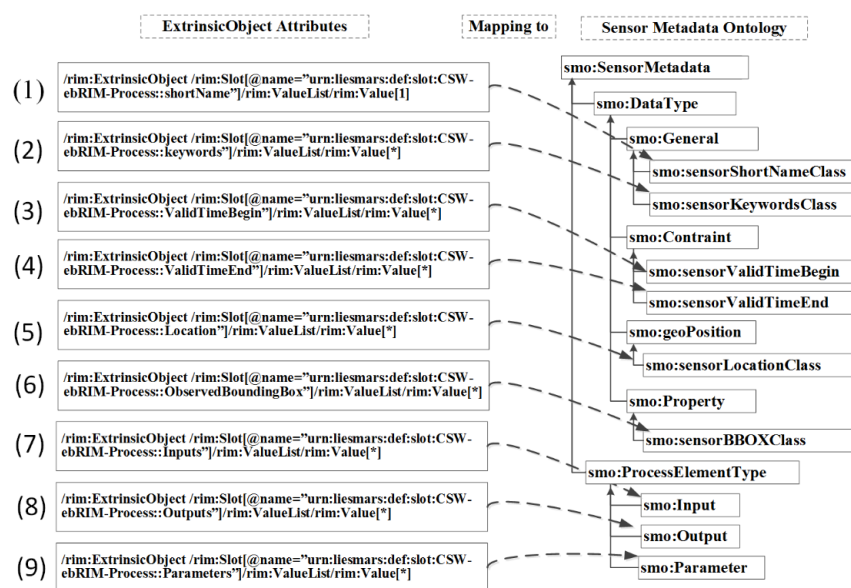 ExtrinsicObject Attributes
Mapping to
Sensor Metadata Ontology
(1)
/rim:ExtrinsicObject /rim:Slot[@name=”urn:liesmars:def:slot:CSW-
ebRIM-Process::shortName”]/rim:ValueList/rim:Value[1]
(2)
/rim:ExtrinsicObject /rim:Slot[@name=”urn:liesmars:def:slot:CSW-
ebRIM-Process::keywords”]/rim:ValueList/rim:Value[*]
(3)
/rim:ExtrinsicObject /rim:Slot[@name=”urn:liesmars:def:slot:CSW-
ebRIM-Process::ValidTimeBegin”]/rim:ValueList/rim:Value[*]
(4)
/rim:ExtrinsicObject /rim:Slot[@name=”urn:liesmars:def:slot:CSW-
ebRIM-Process::ValidTimeEnd”]/rim:ValueList/rim:Value[*]
(5)
/rim:ExtrinsicObject /rim:Slot[@name=”urn:liesmars:def:slot:CSW-
ebRIM-Process::Location”]/rim:ValueList/rim:Value[*]
(6)
/rim:ExtrinsicObject /rim:Slot[@name=”urn:liesmars:def:slot:CSW-
ebRIM-Process::ObservedBoundingBox”]/rim:ValueList/rim:Value[*]
(7)
/rim:ExtrinsicObject /rim:Slot[@name=”urn:liesmars:def:slot:CSW-
ebRIM-Process::Inputs”]/rim:ValueList/rim:Value[*]
(8)
/rim:ExtrinsicObject /rim:Slot[@name=”urn:liesmars:def:slot:CSW-
ebRIM-Process::Outputs”]/rim:ValueList/rim:Value[*]
(9)
/rim:ExtrinsicObject /rim:Slot[@name=”urn:liesmars:def:slot:CSW-
ebRIM-Process::Parameters”]/rim:ValueList/rim:Value[*]
smo:SensorMetadata
smo:DataType
smo:General
smo:sensorShortNameClass
smo:sensorKeywordsClass
smo:Contraint
smo:sensorValidTimeBegin
smo:sensorValidTimeEnd
smo:geoPosition
smo:sensorLocationClass
smo:Property
smo:sensorBBOXClass
smo:ProcessElementType
smo:Input
smo:Output
smo:Parameter